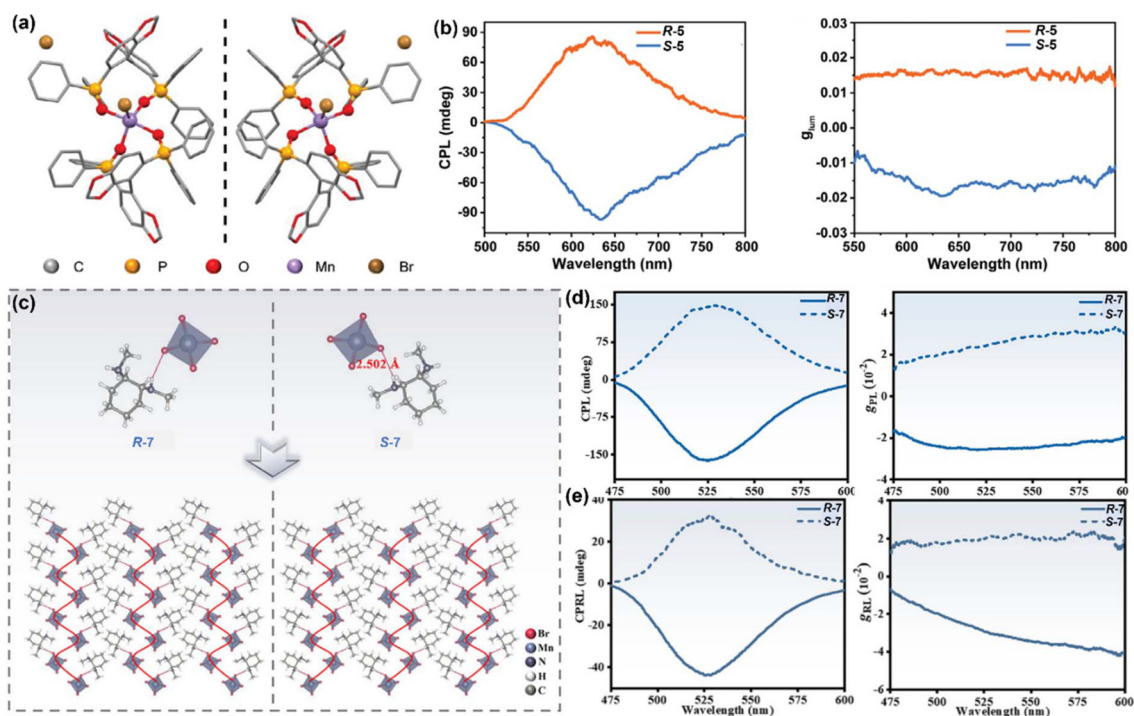 (a)
C P O Mn Br
(b)
R-5
S-5
CPL (mdeg)
90
60
30
0
-30
-60
-90
500 550 600 650 700 750 800
Wavelength (nm)
R-5
S-5
glum
0.03
0.02
0.01
0.00
-0.01
-0.02
-0.03
550 600 650 700 750 800
Wavelength (nm)
(c)
2.502 Å
R-7 S-7
Br
Mn
N
H
C
(d)
R-7
S-7
CPL (mdeg)
150
75
0
-75
-150
475 500 525 550 575 600
R-7
S-7
gPL (10-2)
4
2
0
-2
-4
475 500 525 550 575 600
(e)
R-7
S-7
CPRL (mdeg)
40
20
0
-20
-40
475 500 525 550 575 600
Wavelength (nm)
R-7
S-7
gRL (10-2)
4
2
0
-2
-4
-6
475 500 525 550 575 600
Wavelength (nm)